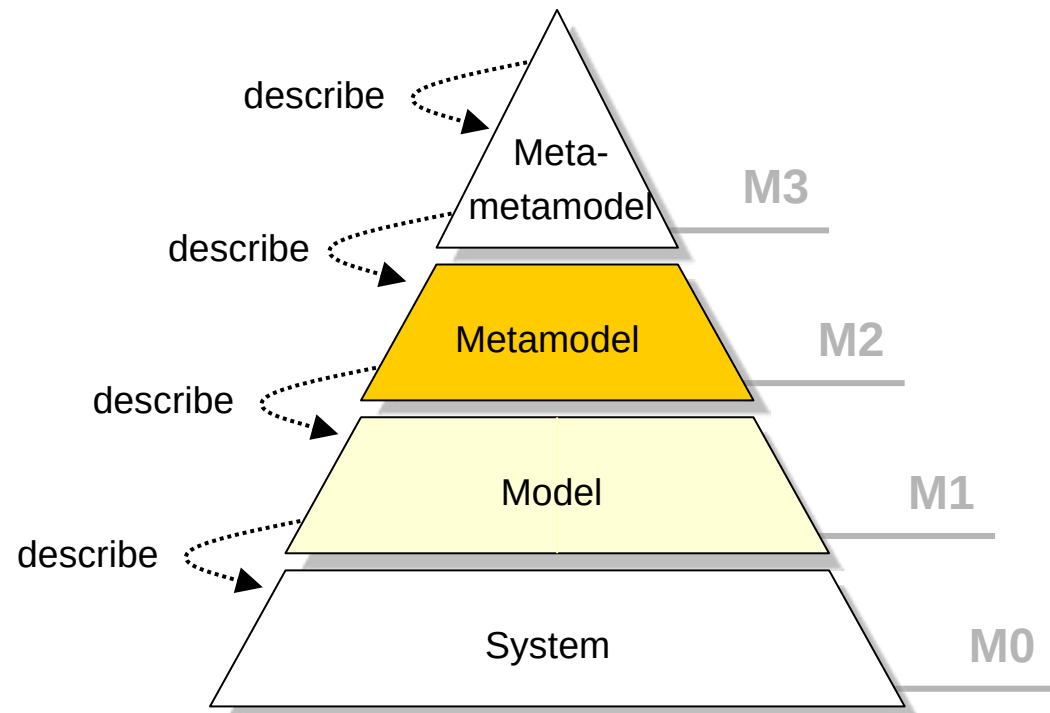 describe
Meta-
metamodel
M3
describe
Metamodel
M2
describe
Model
M1
describe
System
M0